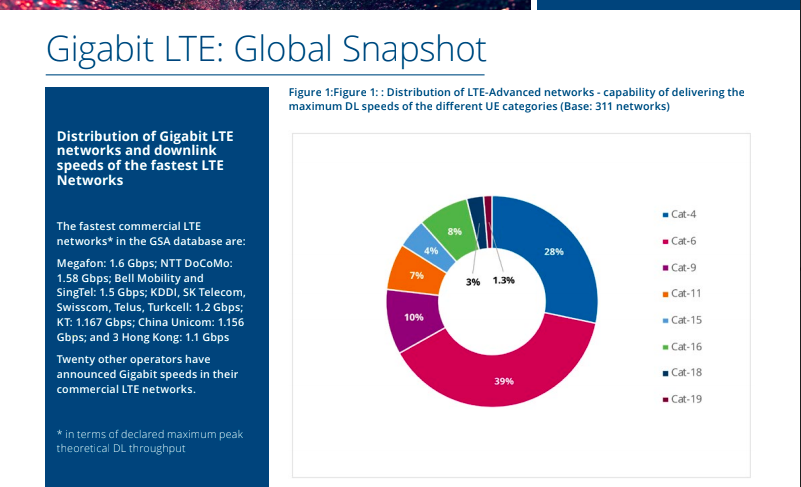 Gigabit LTE: Global Snapshot
Distribution of Gigabit LTE
networks and downlink
speeds of the fastest LTE
Networks
The fastest commercial LTE
networks* in the GSA database are:
Megafon: 1.6 Gbps; NTT DoCoMo:
1.58 Gbps; Bell Mobility and
SingTel: 1.5 Gbps; KDDI, SK Telecom,
Swisscom, Telus, Turkcell: 1.2 Gbps;
KT: 1.167 Gbps; China Unicom: 1.156
Gbps; and 3 Hong Kong: 1.1 Gbps
Twenty other operators have
announced Gigabit speeds in their
commercial LTE networks.
* in terms of declared maximum peak
theoretical DL throughput
Figure 1:Figure 1: : Distribution of LTE-Advanced networks - capability of delivering the
maximum DL speeds of the different UE categories (Base: 311 networks)
28%
39%
10%
7%
4%
8%
3%
1.3%
Cat-4
Cat-6
Cat-9
Cat-11
Cat-15
Cat-16
Cat-18
Cat-19